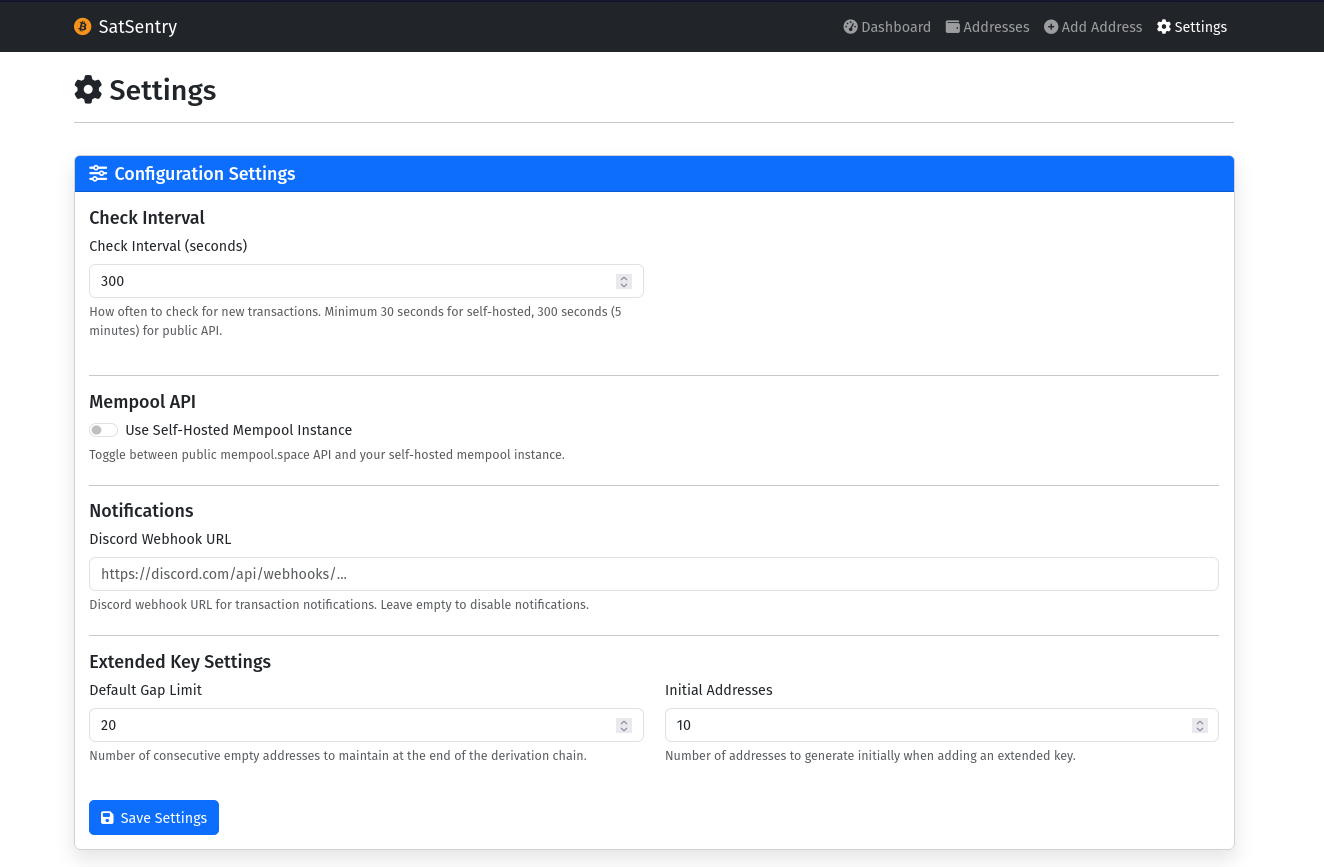 SatSentry
Dashboard
Addresses
Add Address
Settings
Settings
Configuration Settings
Check Interval
Check Interval (seconds)
300
How often to check for new transactions. Minimum 30 seconds for self-hosted, 300 seconds (5
minutes) for public API.
Mempool API
Use Self-Hosted Mempool Instance
Toggle between public mempool.space API and your self-hosted mempool instance.
Notifications
Discord Webhook URL
https://discord.com/api/webhooks/...
Discord webhook URL for transaction notifications. Leave empty to disable notifications.
Extended Key Settings
Default Gap Limit
20
Number of consecutive empty addresses to maintain at the end of the derivation chain.
Initial Addresses
10
Number of addresses to generate initially when adding an extended key.
Save Settings